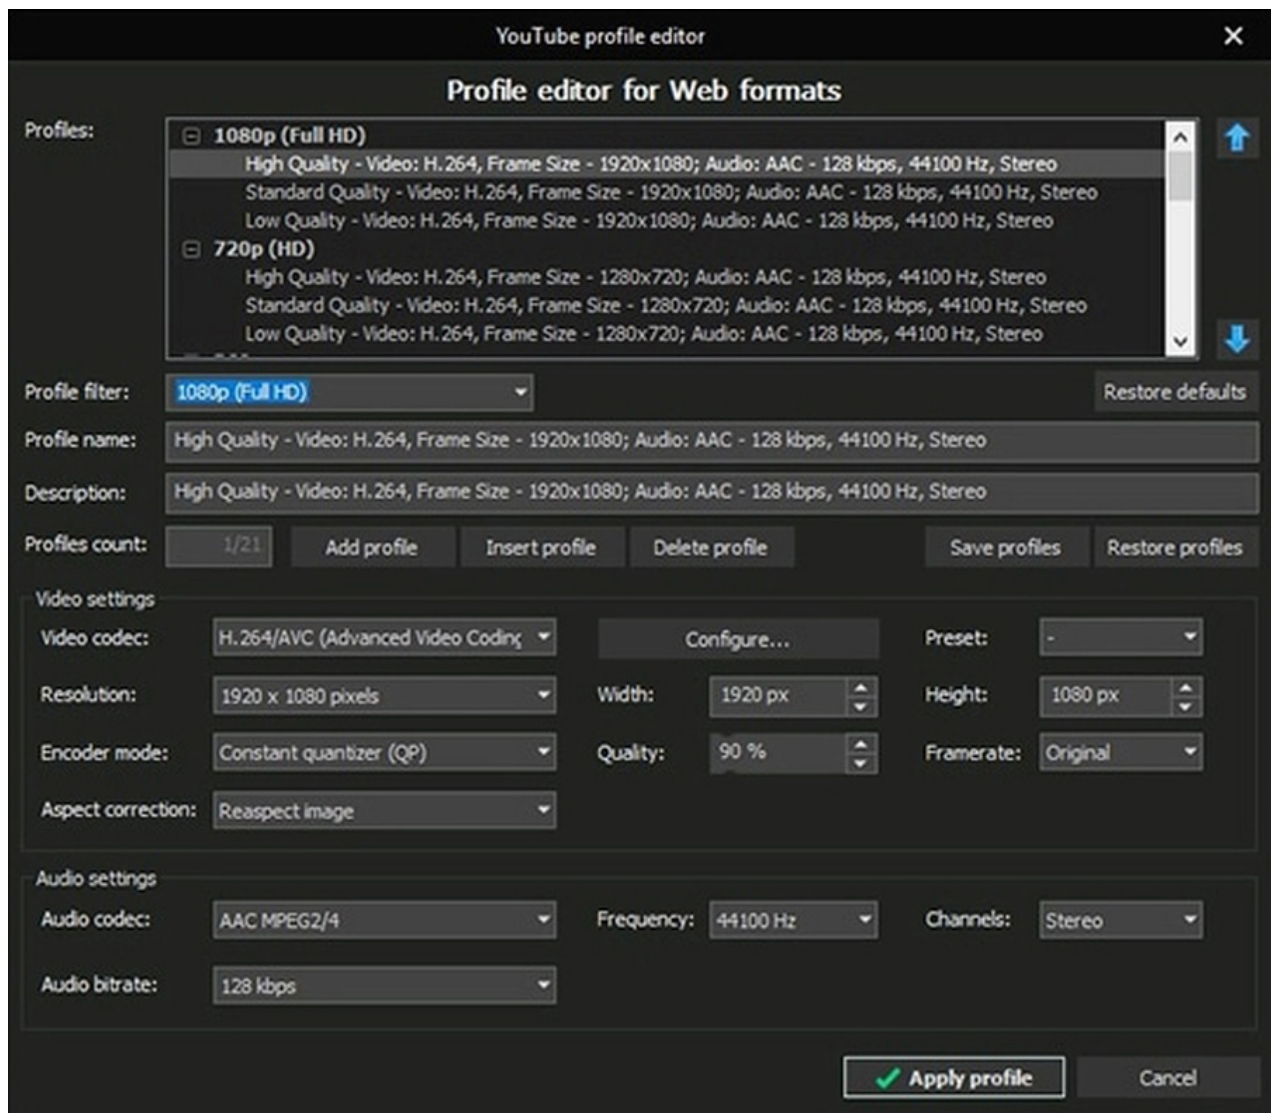 YouTube profile editor
Profile editor for Web formats
Profiles:
1080p (Full HD)
High Quality - Video: H.264, Frame Size - 1920x1080; Audio: AAC - 128 kbps, 44100 Hz, Stereo
Standard Quality - Video: H.264, Frame Size - 1920x1080; Audio: AAC - 128 kbps, 44100 Hz, Stereo
Low Quality - Video: H.264, Frame Size - 1920x1080; Audio: AAC - 128 kbps, 44100 Hz, Stereo
720p (HD)
High Quality - Video: H.264, Frame Size - 1280x720; Audio: AAC - 128 kbps, 44100 Hz, Stereo
Standard Quality - Video: H.264, Frame Size - 1280x720; Audio: AAC - 128 kbps, 44100 Hz, Stereo
Low Quality - Video: H.264, Frame Size - 1280x720; Audio: AAC - 128 kbps, 44100 Hz, Stereo
Profile filter: 1080p (Full HD) Restore defaults
Profile name: High Quality - Video: H.264, Frame Size - 1920x1080; Audio: AAC - 128 kbps, 44100 Hz, Stereo
Description: High Quality - Video: H.264, Frame Size - 1920x1080; Audio: AAC - 128 kbps, 44100 Hz, Stereo
Profiles count: 1/21 Add profile Insert profile Delete profile Save profiles Restore profiles
Video settings
Video codec: H.264/AVC (Advanced Video Coding Configure... Preset: -
Resolution: 1920 x 1080 pixels Width: 1920 px Height: 1080 px
Encoder mode: Constant quantizer (QP) Quality: 90 % Framerate: Original
Aspect correction: Reaspect image
Audio settings
Audio codec: AAC MPEG2/4 Frequency: 44100 Hz Channels: Stereo
Audio bitrate: 128 kbps
Apply profile Cancel